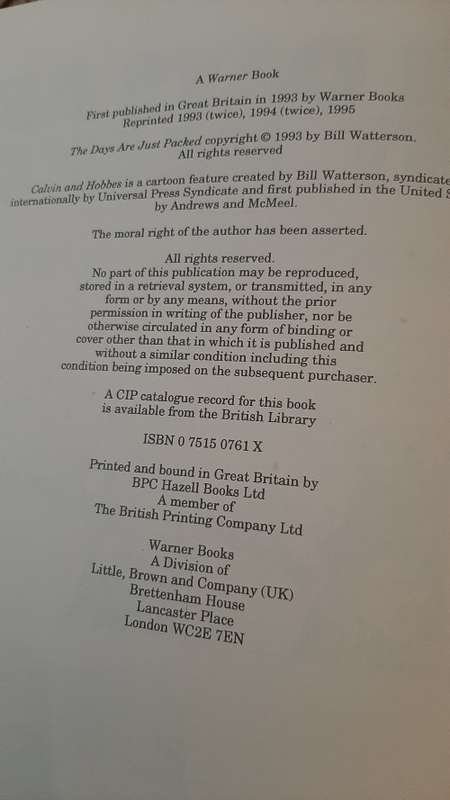 A Warner Book
First published in Great Britain in 1993 by Warner Books
Reprinted 1993 (twice), 1994 (twice), 1995
The Days Are Just Packed copyright © 1993 by Bill Watterson.
All rights reserved
Calvin and Hobbes is a cartoon feature created by Bill Watterson, syndicate
internationally by Universal Press Syndicate and first published in the United S
by Andrews and McMeel.
The moral right of the author has been asserted.
All rights reserved.
No part of this publication may be reproduced,
stored in a retrieval system, or transmitted, in any
form or by any means, without the prior
permission in writing of the publisher, nor be
otherwise circulated in any form of binding or
cover other than that in which it is published and
without a similar condition including this
condition being imposed on the subsequent purchaser.
A CIP catalogue record for this book
is available from the British Library
ISBN 0 7515 0761 X
Printed and bound in Great Britain by
BPC Hazell Books Ltd
A member of
The British Printing Company Ltd
Warner Books
A Division of
Little, Brown and Company (UK)
Brettenham House
Lancaster Place
London WC2E 7EN